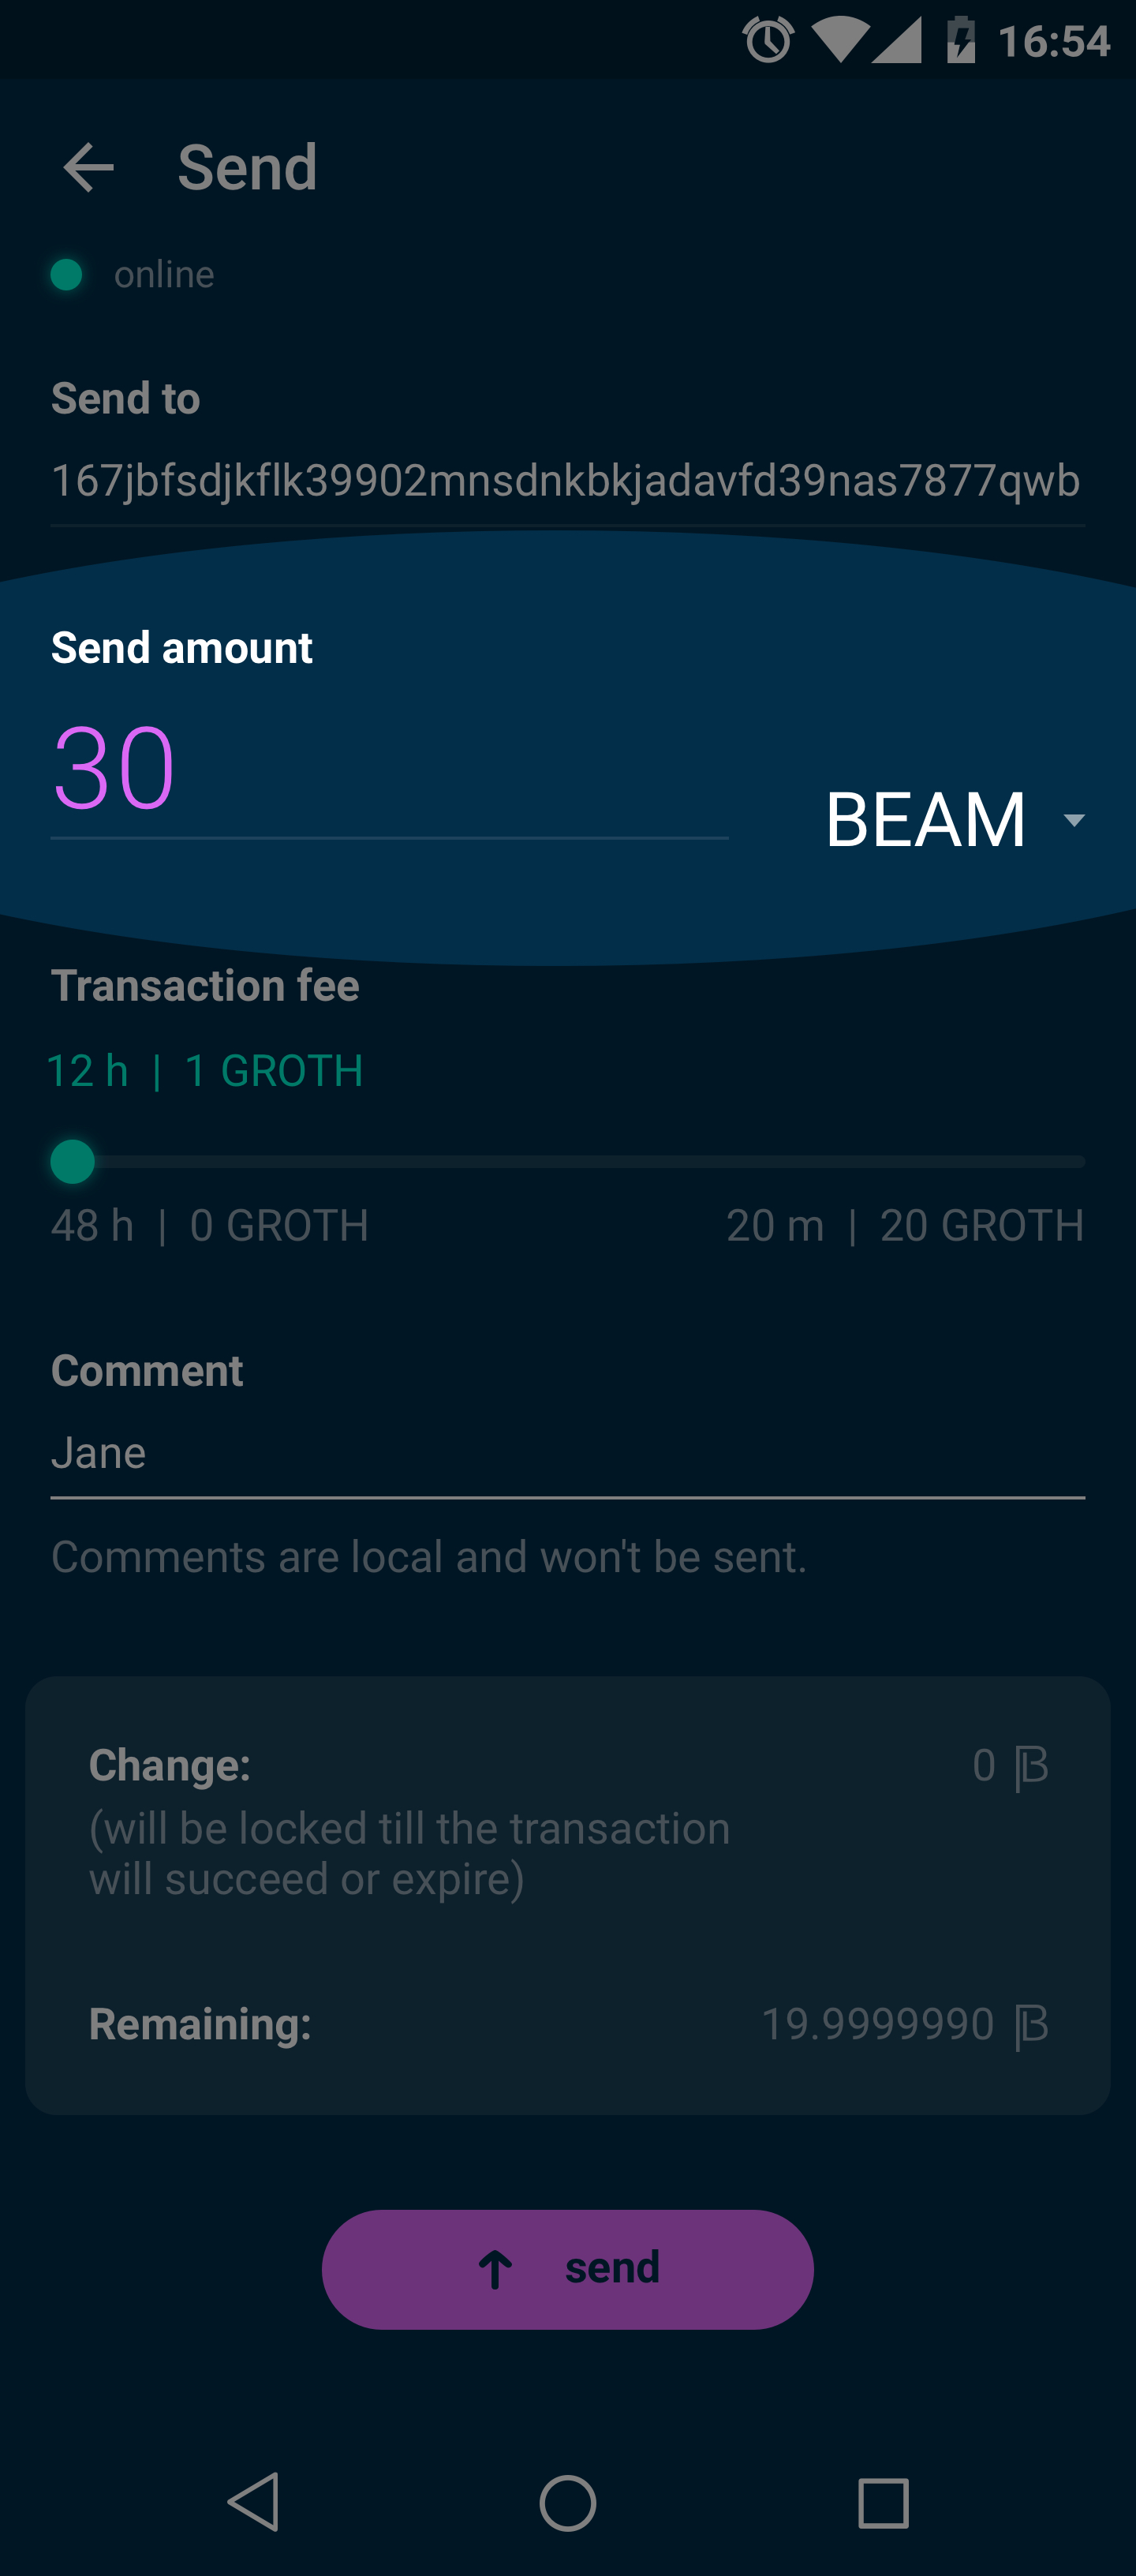 16:54
Send
online
Send to
167jbfsdjkflk39902mnsdnkbkjadavfd39nas7877qwb
Send amount
30
BEAM
Transaction fee
12 h | 1 GROTH
48 h | 0 GROTH 20 m | 20 GROTH
Comment
Jane
Comments are local and won't be sent.
Change: 0
(will be locked till the transaction
will succeed or expire)
Remaining: 19.9999990
send